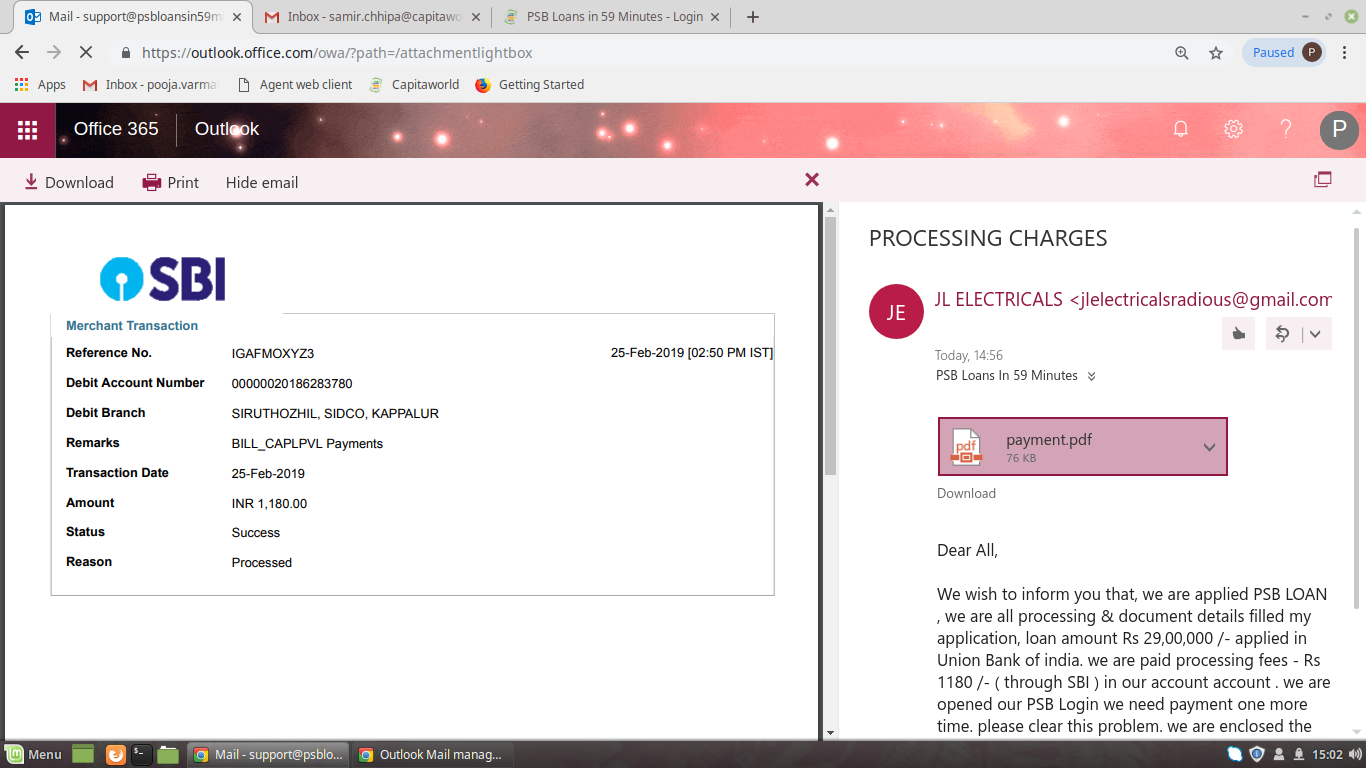 Mail - support@psbloansin59m
Inbox - samir.chhipa@capitawo
PSB Loans in 59 Minutes - Login
https://outlook.office.com/owa/?path=/attachmentlightbox
Paused P
Apps
Inbox - pooja.varma
Agent web client
Capitaworld
Getting Started
Office 365
Outlook
P
Download
Print
Hide email
SBI
Merchant Transaction
Reference No. IGAFMOXYZ3 25-Feb-2019 [02:50 PM IST]
Debit Account Number 00000020186283780
Debit Branch SIRUTHOZHIL, SIDCO, KAPPALUR
Remarks BILL_CAPLPVL Payments
Transaction Date 25-Feb-2019
Amount INR 1,180.00
Status Success
Reason Processed
PROCESSING CHARGES
JE
JL ELECTRICALS <jlelectricalsradious@gmail.com
Today, 14:56
PSB Loans In 59 Minutes
pdf
payment.pdf
76 KB
Download
Dear All,
We wish to inform you that, we are applied PSB LOAN
, we are all processing & document details filled my
application, loan amount Rs 29,00,000 /- applied in
Union Bank of india. we are paid processing fees - Rs
1180 /- ( through SBI ) in our account account . we are
opened our PSB Login we need payment one more
time. please clear this problem. we are enclosed the
Menu
Mail - support@psblo...
Outlook Mail manag...
15:02